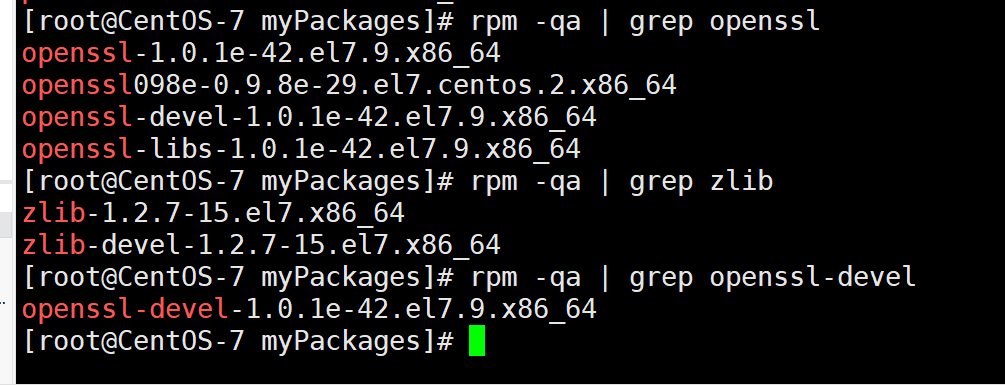 [root@CentOS-7 myPackages]# rpm -qa | grep openssl
openssl-1.0.1e-42.el7.9.x86_64
openssl098e-0.9.8e-29.el7.centos.2.x86_64
openssl-devel-1.0.1e-42.el7.9.x86_64
openssl-libs-1.0.1e-42.el7.9.x86_64
[root@CentOS-7 myPackages]# rpm -qa | grep zlib
zlib-1.2.7-15.el7.x86_64
zlib-devel-1.2.7-15.el7.x86_64
[root@CentOS-7 myPackages]# rpm -qa | grep openssl-devel
openssl-devel-1.0.1e-42.el7.9.x86_64
[root@CentOS-7 myPackages]#